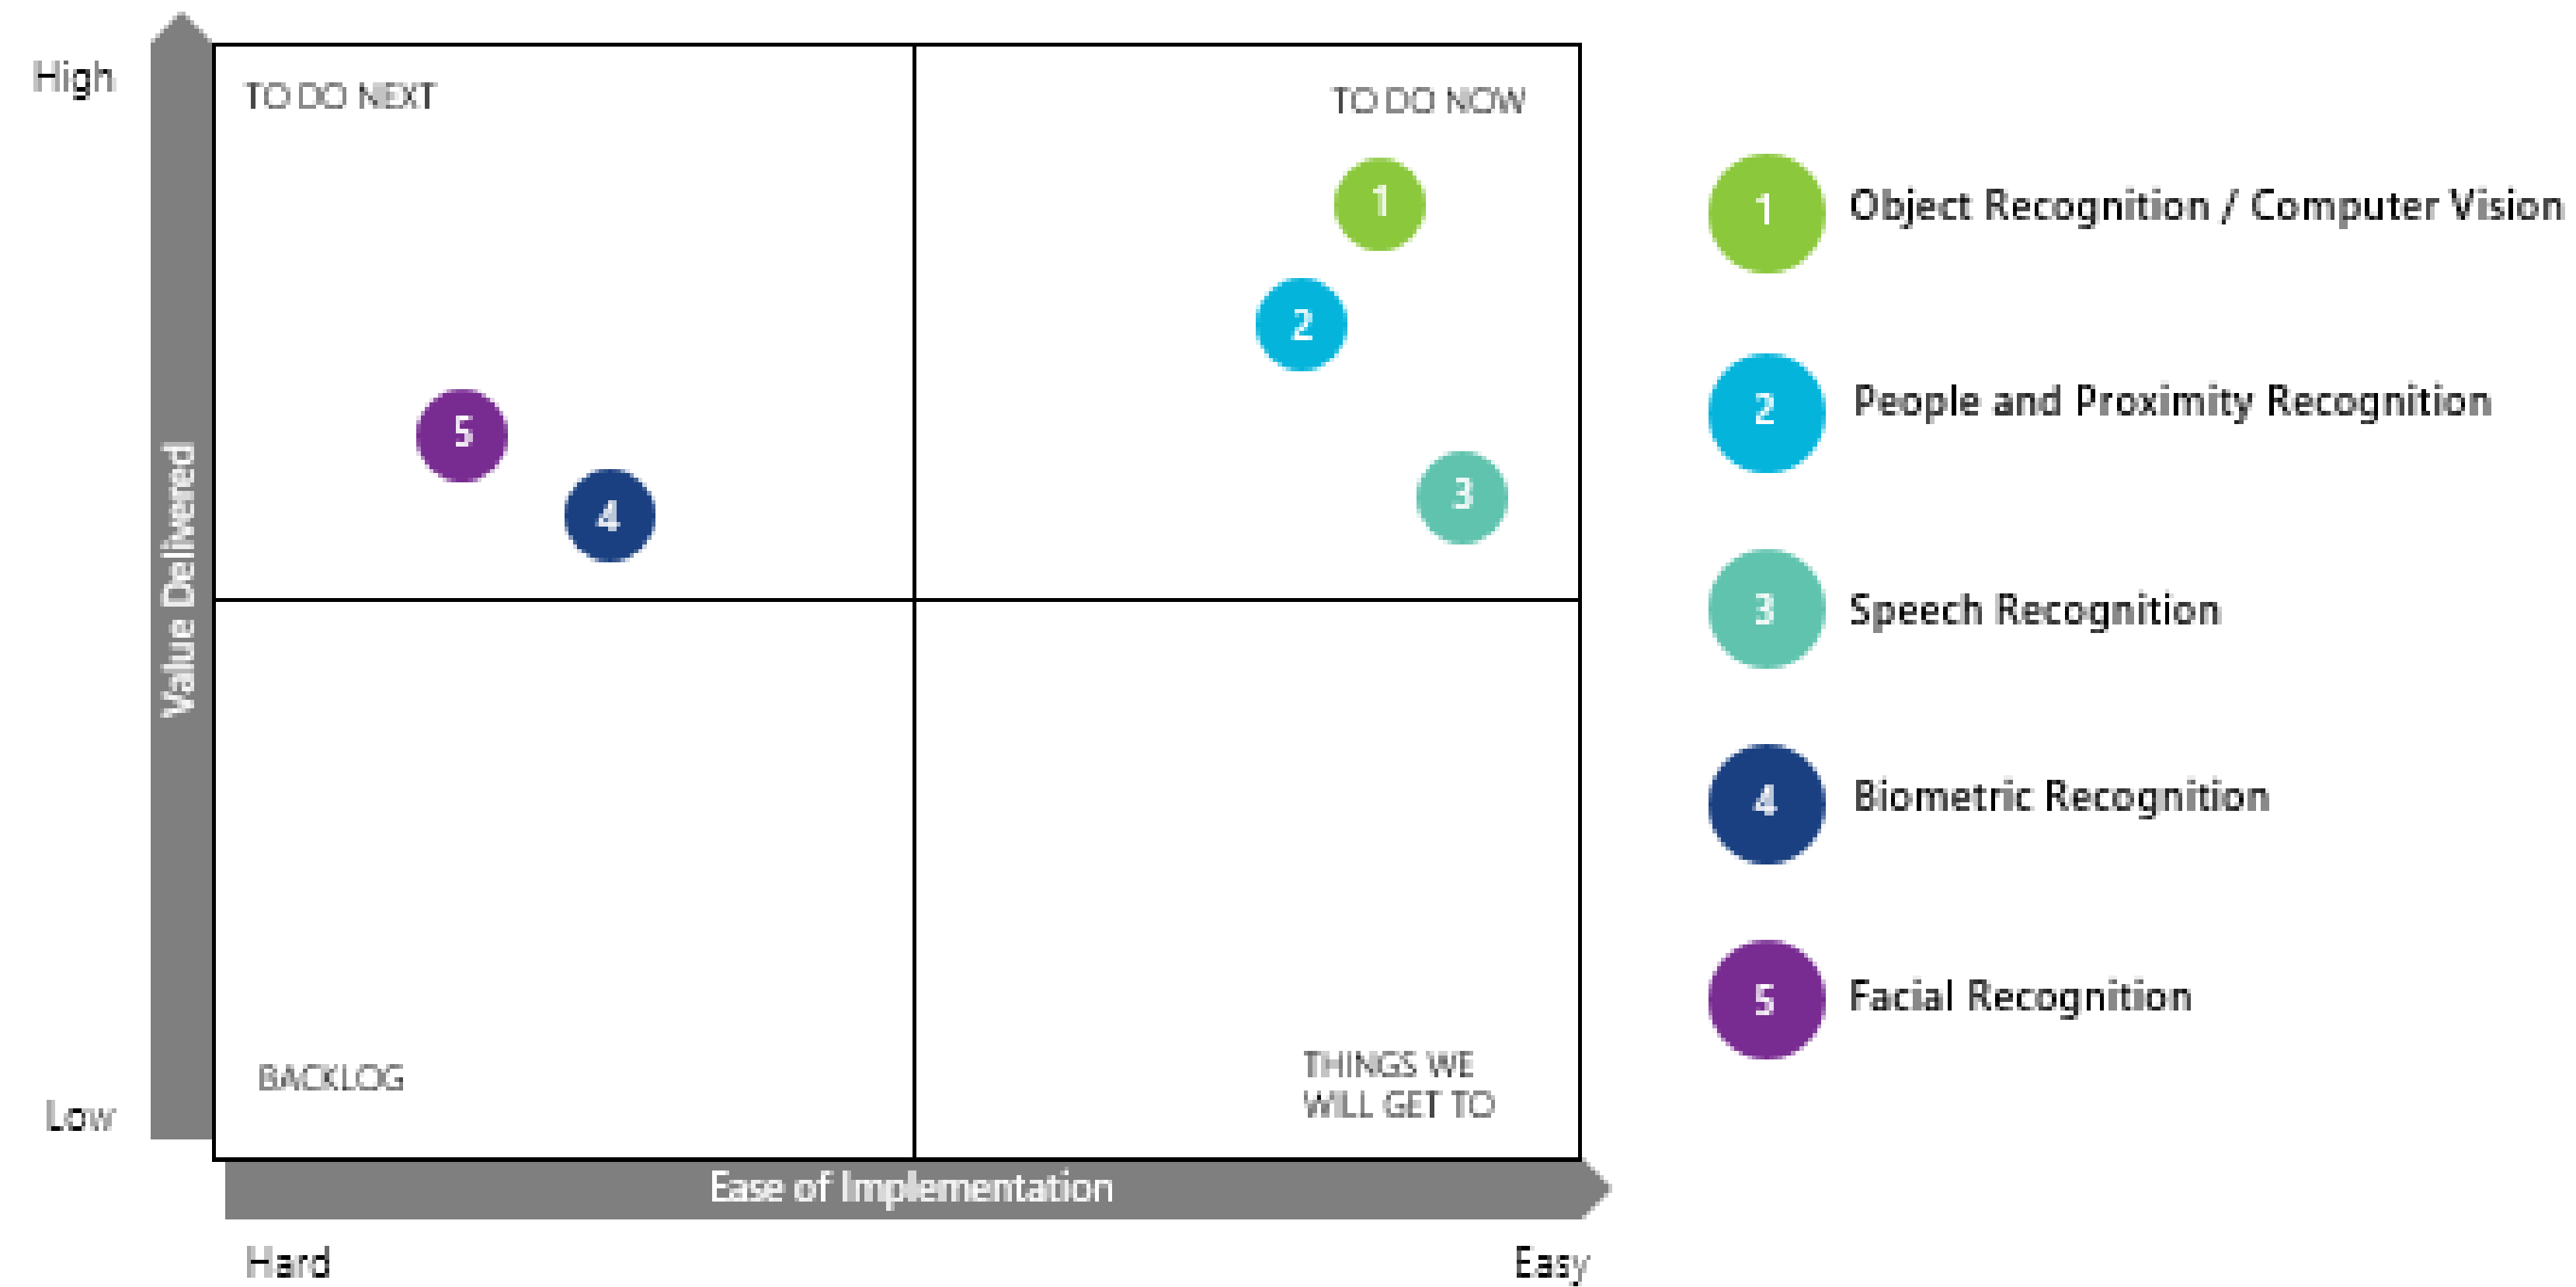 High
TO DO NEXT
TO DO NOW
1
2
5
4
3
Value Delivered
BACKLOG
THINGS WE
WILL GET TO
Low
Ease of Implementation
Hard
Easy
1 Object Recognition / Computer Vision
2 People and Proximity Recognition
3 Speech Recognition
4 Biometric Recognition
5 Facial Recognition